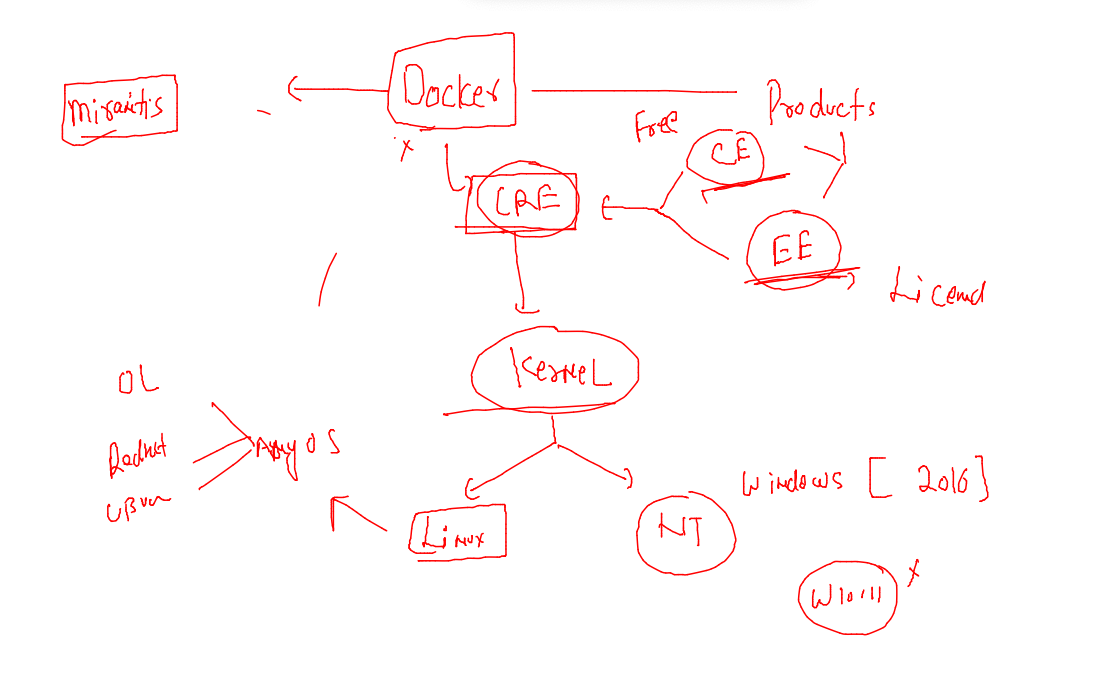 Docker
Mirantis
Products
Free
CE
CRE
EE
Licend
Kernel
OL
Redhat
Any OS
UBun
Linux
NT
Windows [ 2016 ]
W10,11 x
x